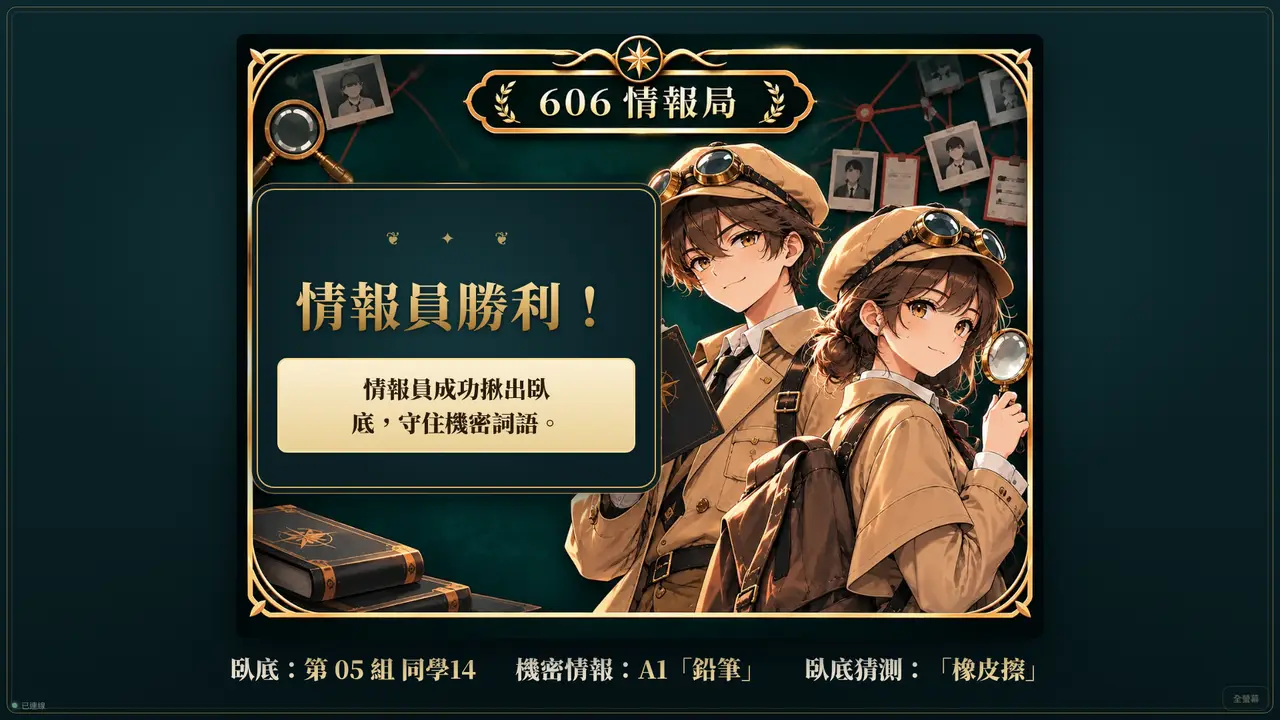 606 情報局
情報員勝利！
情報員成功揪出臥
底，守住機密詞語。
臥底：第 05 組 同學14 機密情報：A1「鉛筆」 臥底猜測：「橡皮擦」
已連線
全螢幕